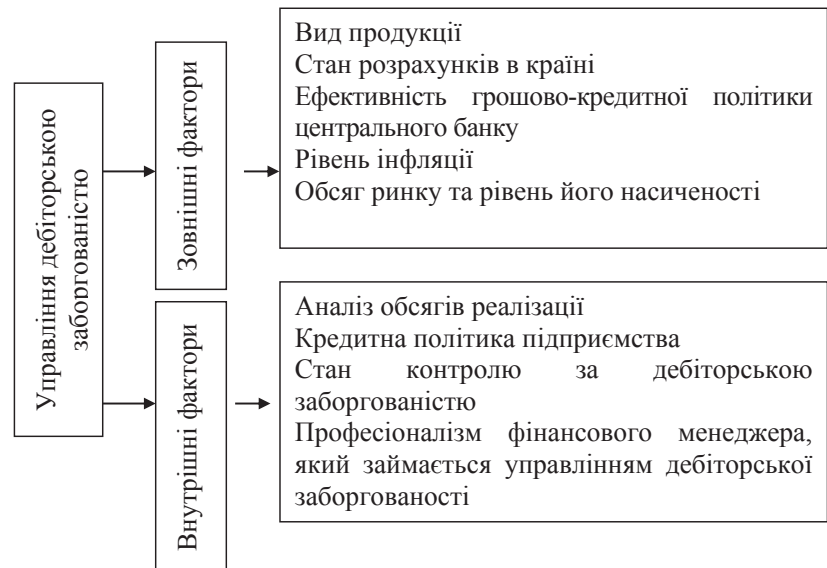 Управління дебіторською
заборгованістю
Зовнішні фактори
Вид продукції
Стан розрахунків в країні
Ефективність грошово-кредитної політики
центрального банку
Рівень інфляції
Обсяг ринку та рівень його насиченості
Внутрішні фактори
Аналіз обсягів реалізації
Кредитна політика підприємства
Стан контролю за дебіторською
заборгованістю
Професіоналізм фінансового менеджера,
який займається управлінням дебіторської
заборгованості